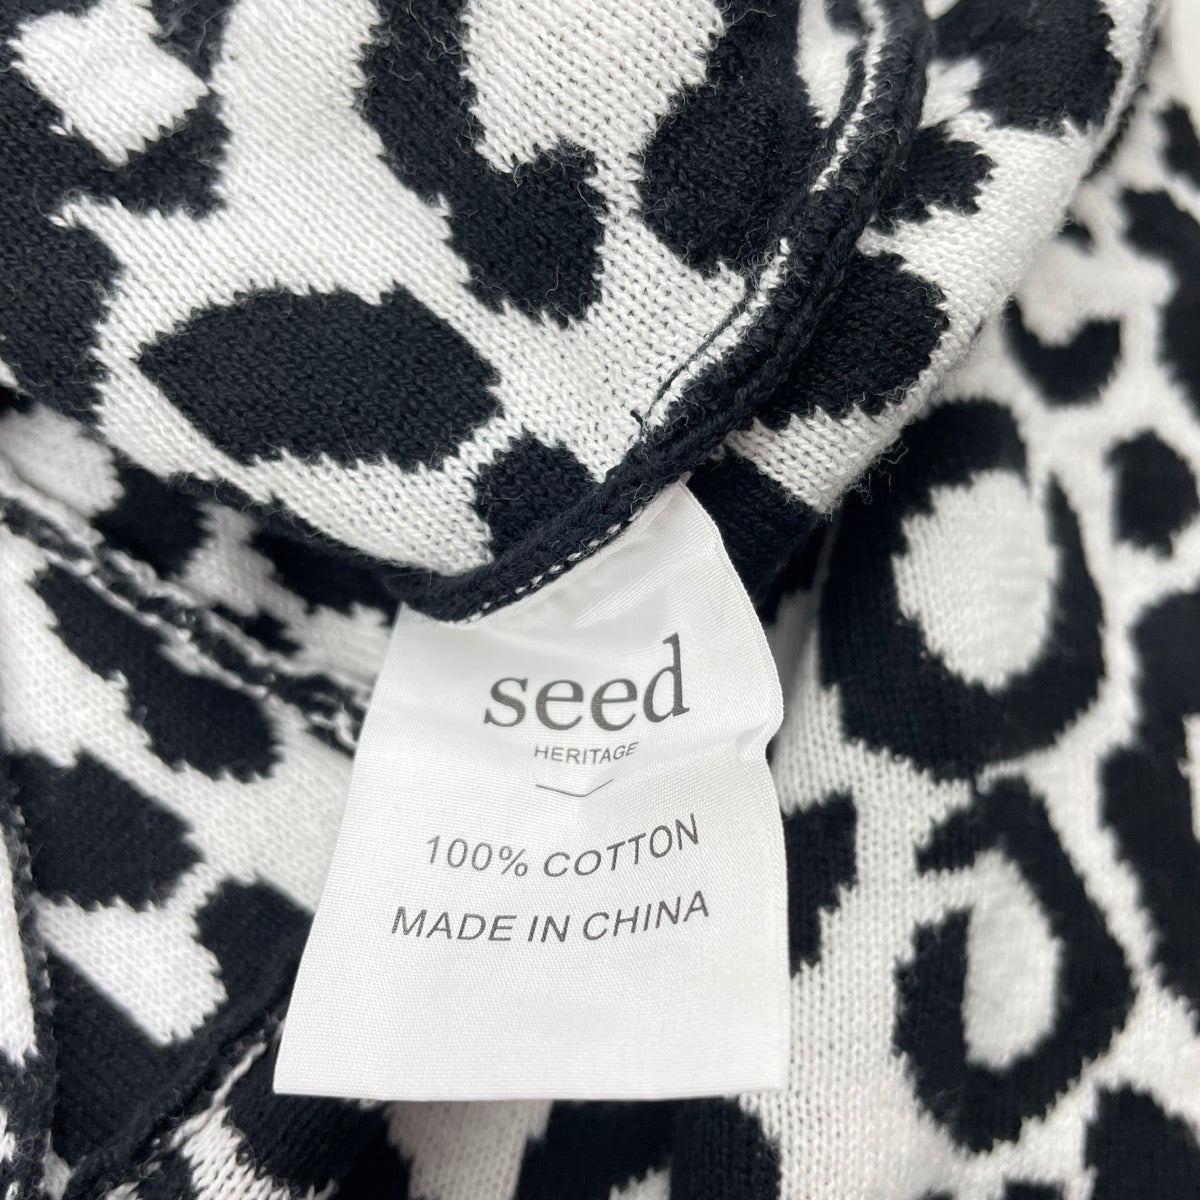 seed
HERITAGE
100% COTTON
MADE IN CHINA